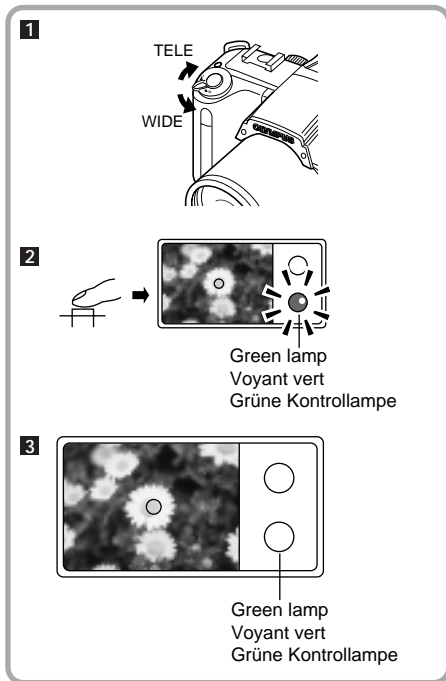 1
TELE
WIDE
OLYMPUS
2
Green lamp
Voyant vert
Grüne Kontrollampe
3
Green lamp
Voyant vert
Grüne Kontrollampe